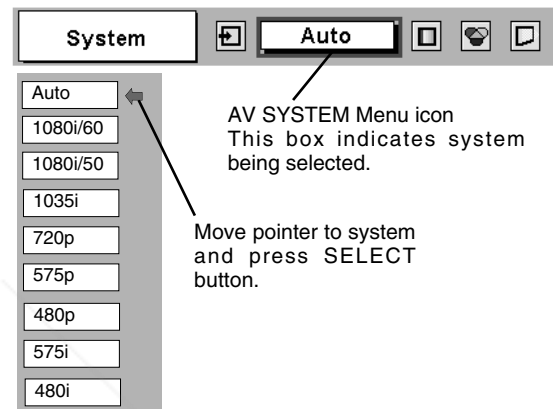 System
Auto
Auto
1080i/60
1080i/50
1035i
720p
575p
480p
575i
480i
AV SYSTEM Menu icon
This box indicates system
being selected.
Move pointer to system
and press SELECT
button.